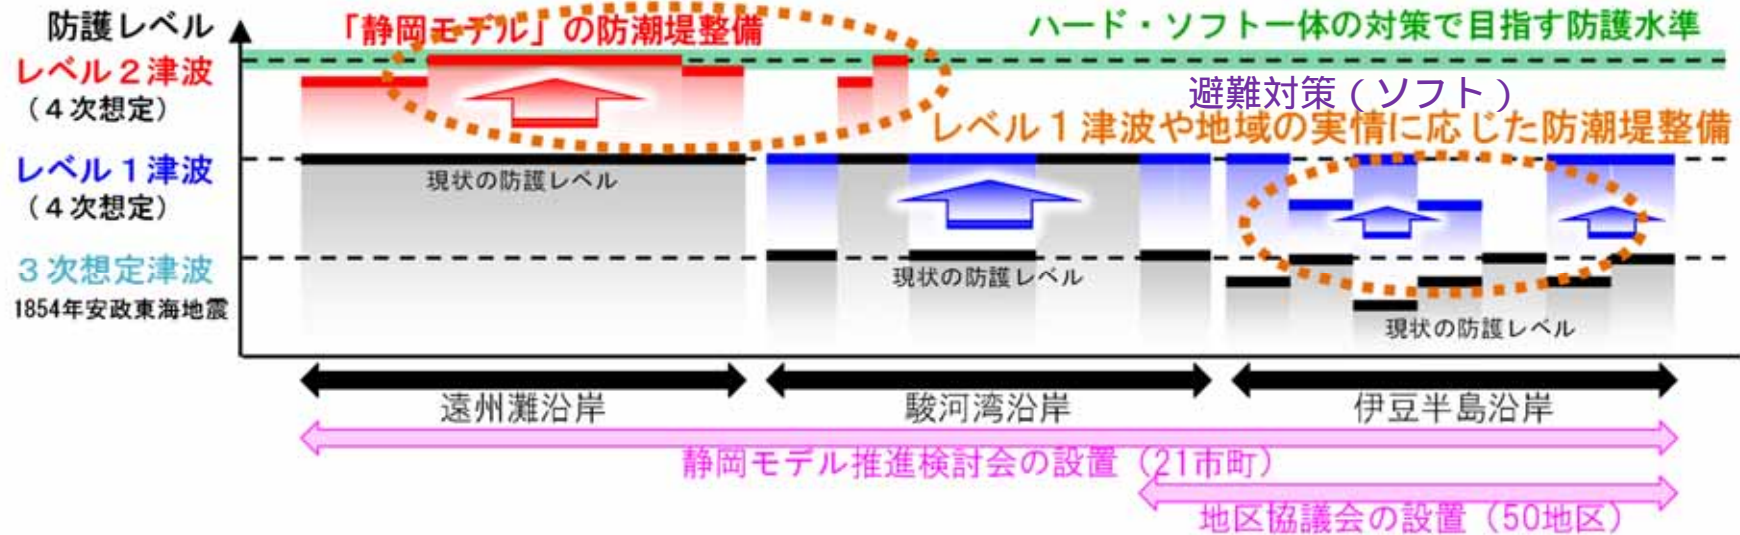 防護レベル
「静岡モデル」の防潮堤整備
ハード・ソフト一体の対策で目指す防護水準
レベル２津波
（４次想定）
避難対策（ソフト）
レベル１津波や地域の実情に応じた防潮堤整備
レベル１津波
（４次想定）
現状の防護レベル
３次想定津波
1854年安政東海地震
現状の防護レベル
現状の防護レベル
遠州灘沿岸
駿河湾沿岸
伊豆半島沿岸
静岡モデル推進検討会の設置（21市町）
地区協議会の設置（50地区）